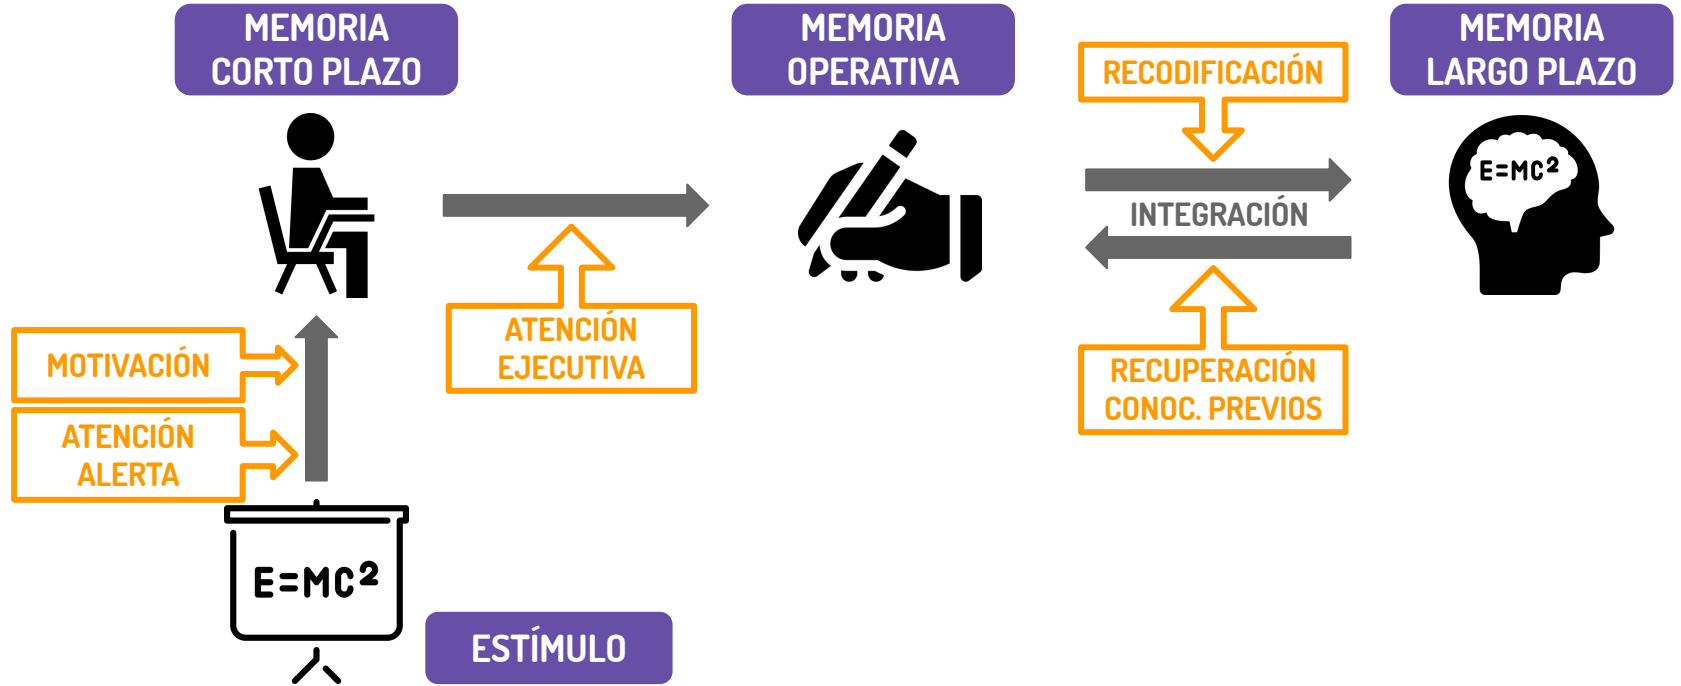 MEMORIA
CORTO PLAZO
MEMORIA
OPERATIVA
RECODIFICACIÓN
MEMORIA
LARGO PLAZO
E=MC²
INTEGRACIÓN
ATENCIÓN
EJECUTIVA
RECUPERACIÓN
CONOC. PREVIOS
MOTIVACIÓN
ATENCIÓN
ALERTA
E=MC²
ESTÍMULO